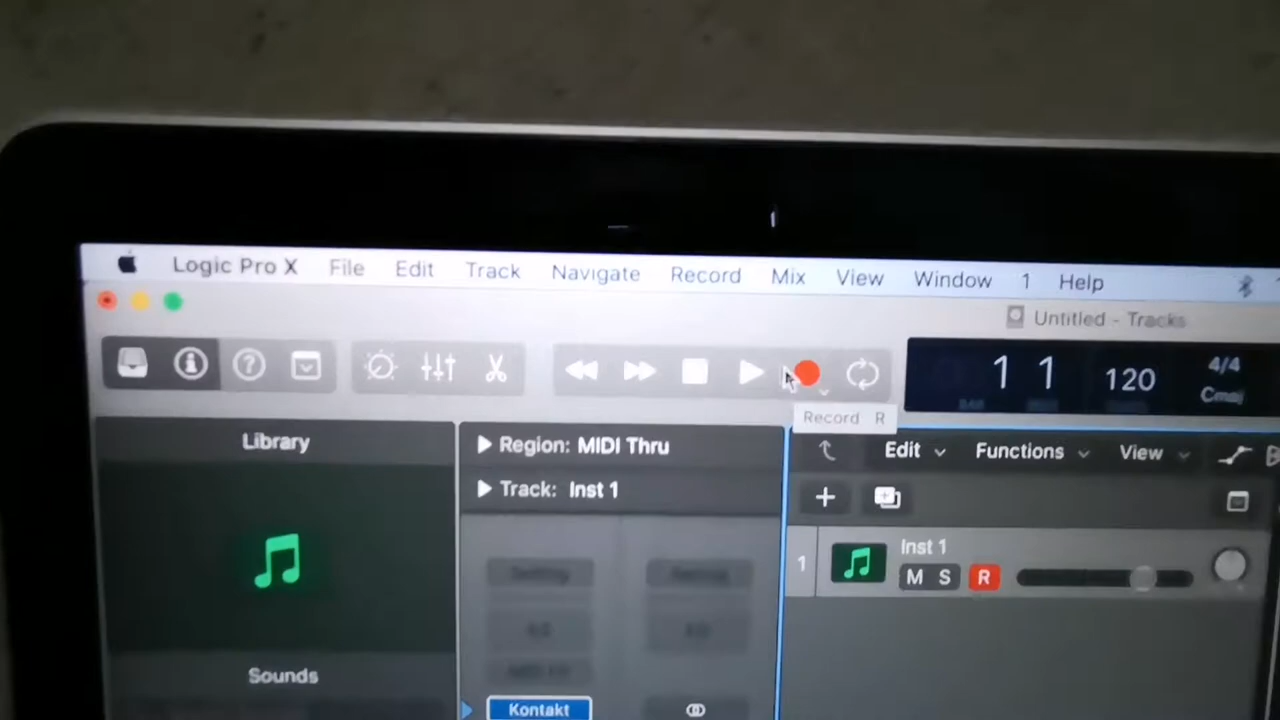 Logic Pro X File Edit Track Navigate Record Mix View Window 1 Help
Untitled - Tracks
1 1 120 4/4
Cmaj
Record R
Library
Region: MIDI Thru
Edit Functions View
Track: Inst 1
Inst 1
1
M S R
Sounds
Kontakt